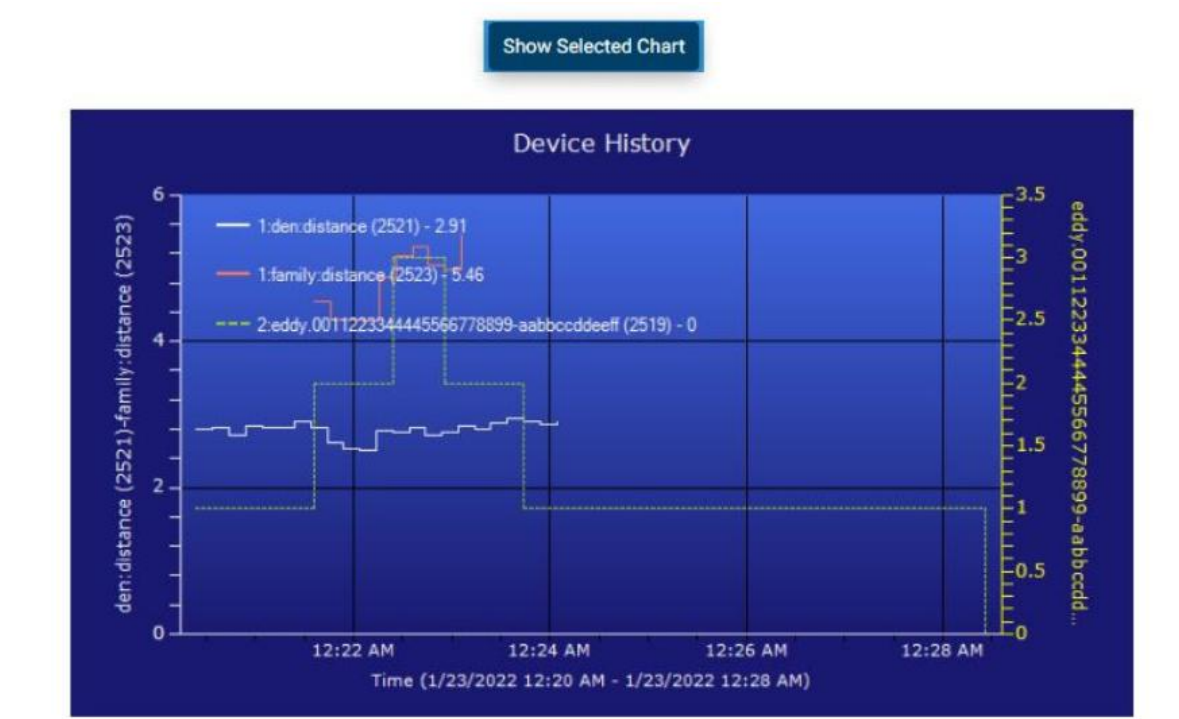 Show Selected Chart
Device History
6
4
2
0
den:distance (2521)-family:distance (2523)
1:den:distance (2521) - 2.91
1:family:distance (2523) - 5.46
2:eddy.0011223344445566778899-aabbccddeeff (2519) - 0
3.5
3
2.5
2
1.5
1
0.5
0
eddy.0011223344445566778899-aabbccdd...
12:22 AM
12:24 AM
12:26 AM
12:28 AM
Time (1/23/2022 12:20 AM - 1/23/2022 12:28 AM)